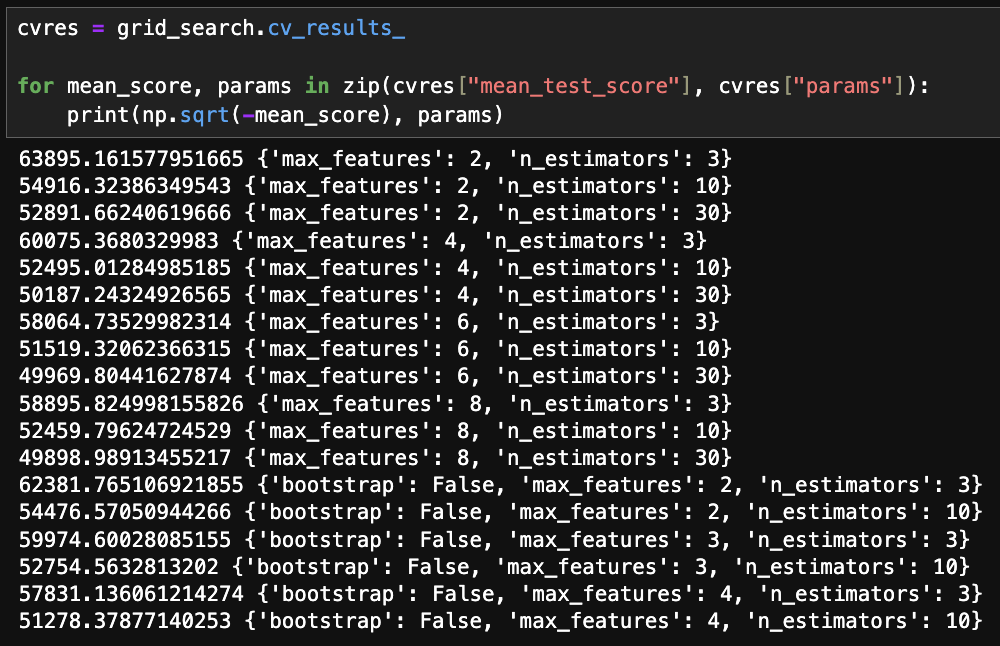 cvres = grid_search.cv_results_
for mean_score, params in zip(cvres["mean_test_score"], cvres["params"]):
    print(np.sqrt(-mean_score), params)
63895.161577951665 {'max_features': 2, 'n_estimators': 3}
54916.32386349543 {'max_features': 2, 'n_estimators': 10}
52891.66240619666 {'max_features': 2, 'n_estimators': 30}
60075.3680329983 {'max_features': 4, 'n_estimators': 3}
52495.01284985185 {'max_features': 4, 'n_estimators': 10}
50187.24324926565 {'max_features': 4, 'n_estimators': 30}
58064.73529982314 {'max_features': 6, 'n_estimators': 3}
51519.32062366315 {'max_features': 6, 'n_estimators': 10}
49969.80441627874 {'max_features': 6, 'n_estimators': 30}
58895.824998155826 {'max_features': 8, 'n_estimators': 3}
52459.79624724529 {'max_features': 8, 'n_estimators': 10}
49898.98913455217 {'max_features': 8, 'n_estimators': 30}
62381.765106921855 {'bootstrap': False, 'max_features': 2, 'n_estimators': 3}
54476.57050944266 {'bootstrap': False, 'max_features': 2, 'n_estimators': 10}
59974.60028085155 {'bootstrap': False, 'max_features': 3, 'n_estimators': 3}
52754.5632813202 {'bootstrap': False, 'max_features': 3, 'n_estimators': 10}
57831.136061214274 {'bootstrap': False, 'max_features': 4, 'n_estimators': 3}
51278.37877140253 {'bootstrap': False, 'max_features': 4, 'n_estimators': 10}